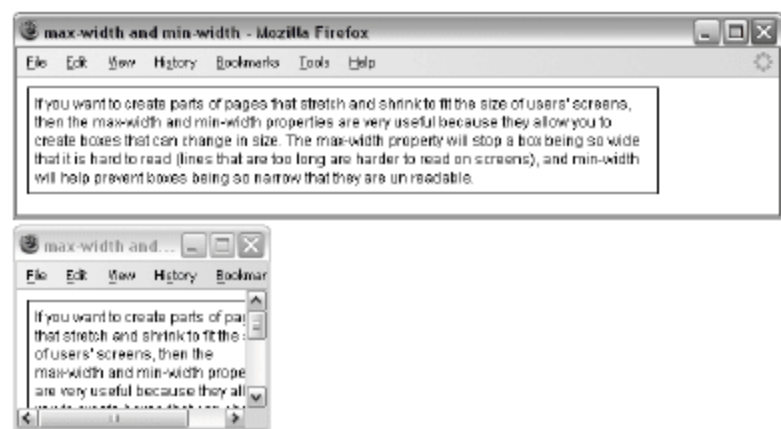 max-width and min-width - Mozilla Firefox
File Edit View History Bookmarks Tools Help
If you want to create parts of pages that stretch and shrink to fit the size of users' screens,
then the max-width and min-width properties are very useful because they allow you to
create boxes that can change in size. The max-width property will stop a box being so wide
that it is hard to read (lines that are too long are harder to read on screens), and min-width
will help prevent boxes being so narrow that they are un readable.
max-width and...
File Edit View History Bookmar
If you want to create parts of pag
that stretch and shrink to fit the
of users' screens, then the
max-width and min-width prope
are very useful because they all